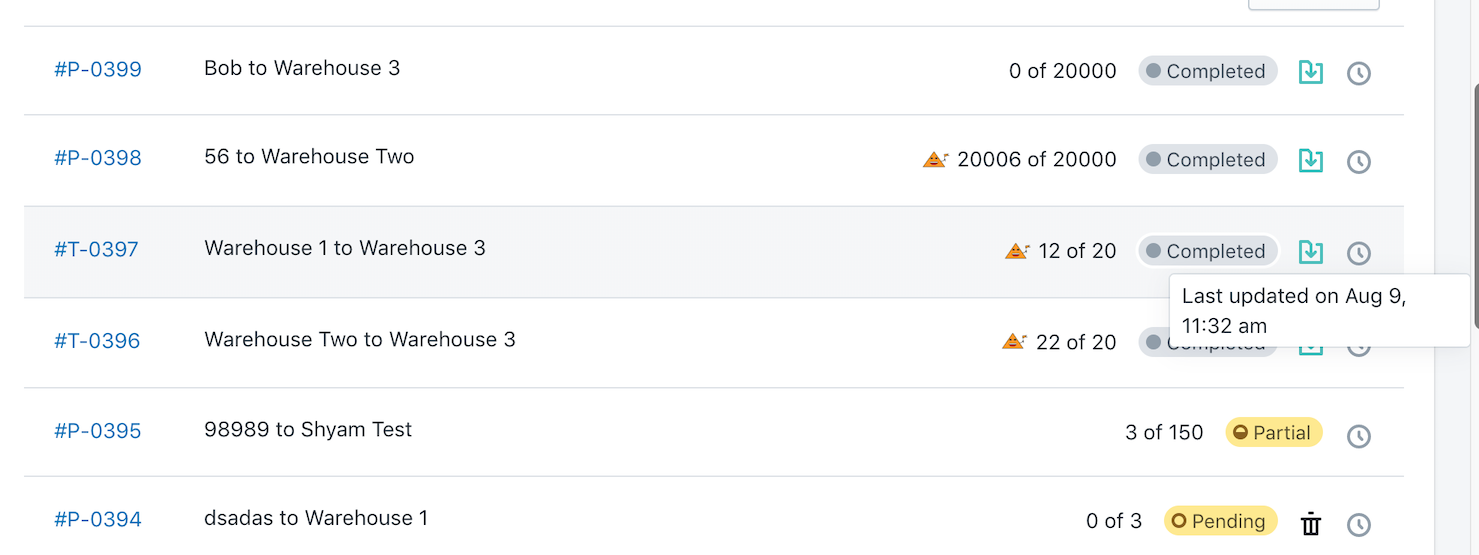 #P-0399 Bob to Warehouse 3 0 of 20000 Completed
#P-0398 56 to Warehouse Two 20006 of 20000 Completed
#T-0397 Warehouse 1 to Warehouse 3 12 of 20 Completed
Last updated on Aug 9,
11:32 am
#T-0396 Warehouse Two to Warehouse 3 22 of 20 Completed
#P-0395 98989 to Shyam Test 3 of 150 Partial
#P-0394 dsadas to Warehouse 1 0 of 3 Pending